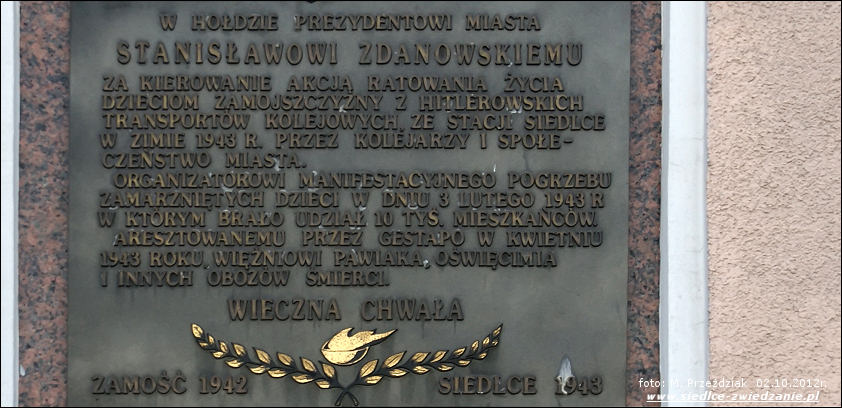 W HOŁDZIE PREZYDENTOWI MIASTA
STANISŁAWOWI ZDANOWSKIEMU
ZA KIEROWANIE AKCJĄ RATOWANIA ŻYCIA
DZIECIOM ZAMOJSZCZYZNY Z HITLEROWSKICH
TRANSPORTÓW KOLEJOWYCH, ZE STACJI SIEDLCE
W ZIMIE 1943 R. PRZEZ KOLEJARZY I SPOŁE-
CZEŃSTWO MIASTA.
ORGANIZATOROWI MANIFESTACYJNEGO POGRZEBU
ZAMARZNIĘTYCH DZIECI W DNIU 3 LUTEGO 1943 R
W KTÓRYM BRAŁO UDZIAŁ 10 TYS. MIESZKAŃCÓW.
ARESZTOWANEMU PRZEZ GESTAPO W KWIETNIU
1943 ROKU, WIĘŹNIOWI PAWIAKA, OŚWIĘCIMIA
I INNYCH OBOZÓW ŚMIERCI.
WIECZNA CHWAŁA
ZAMOŚĆ 1942 SIEDLCE 1943
foto: M. Przeździak 02.10.2012r.
www.siedlce-zwiedzanie.pl